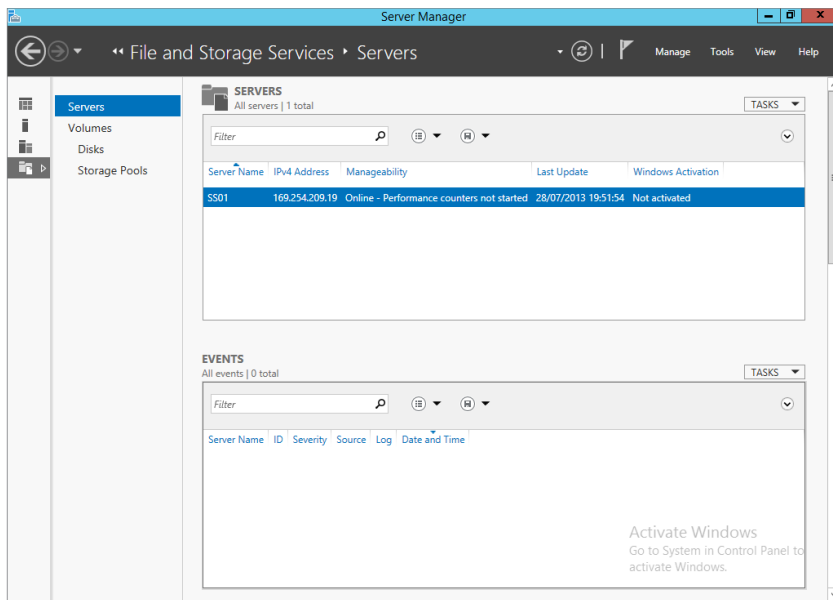 Server Manager
File and Storage Services Servers
Manage Tools View Help
Servers
Volumes
Disks
Storage Pools
SERVERS
All servers | 1 total
TASKS
Filter
Server Name IPv4 Address Manageability Last Update Windows Activation
SS01 169.254.209.19 Online - Performance counters not started 28/07/2013 19:51:54 Not activated
EVENTS
All events | 0 total
TASKS
Filter
Server Name ID Severity Source Log Date and Time
Activate Windows
Go to System in Control Panel to
activate Windows.